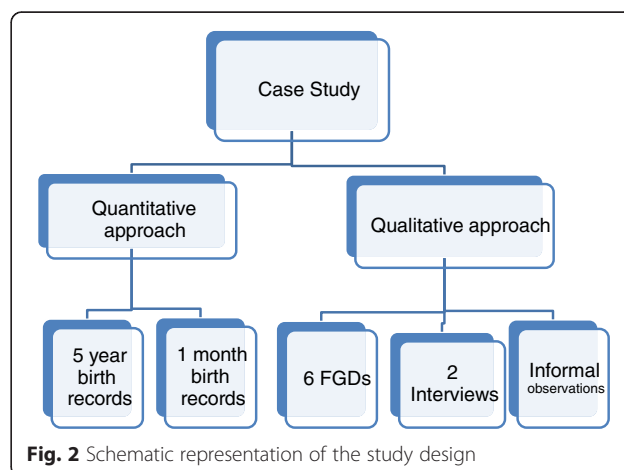 Case Study
Quantitative
approach
Qualitative approach
5 year
birth
records
1 month
birth
records
6 FGDs
2
Interviews
Informal
observations
Fig. 2 Schematic representation of the study design